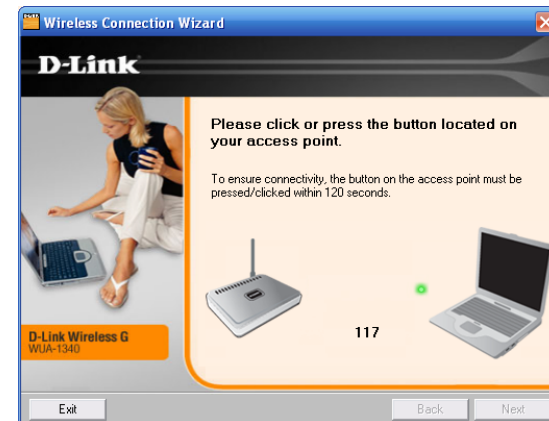 Wireless Connection Wizard
D-Link
Please click or press the button located on
your access point.
To ensure connectivity, the button on the access point must be
pressed/clicked within 120 seconds.
117
D-Link Wireless G
WUA-1340
Exit
Back
Next